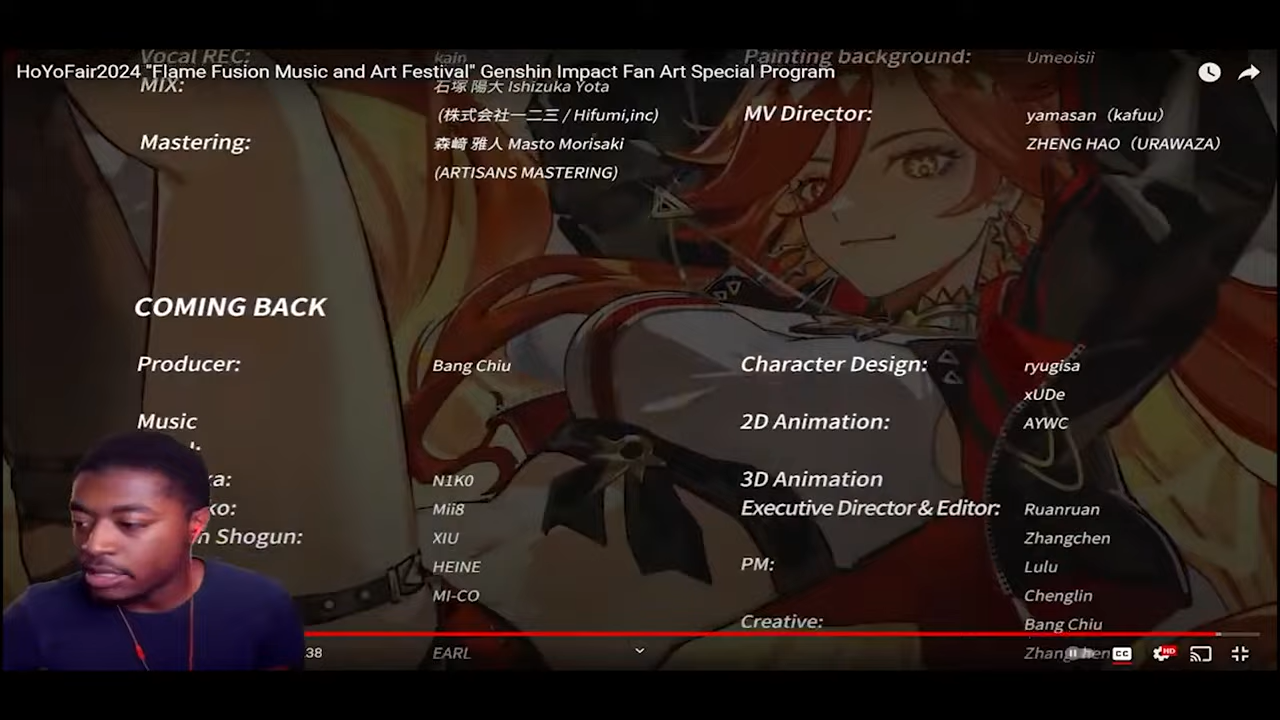 Vocal REC: kain
Painting background: Umeoisii
HoYoFair2024 "Flame Fusion Music and Art Festival" Genshin Impact Fan Art Special Program
MIX: 石塚 陽大 Ishizuka Yota
(株式会社一二三 / Hifumi,inc)
MV Director: yamasan（kafuu）
Mastering: 森﨑 雅人 Masto Morisaki
ZHENG HAO（URAWAZA）
(ARTISANS MASTERING)
COMING BACK
Producer: Bang Chiu
Character Design: ryugisa
xUDe
Music
2D Animation: AYWC
3D Animation
N1K0
Mii8
Executive Director & Editor: Ruanruan
Shogun: XIU
Zhangchen
HEINE
PM: Lulu
MI-CO
Chenglin
Creative: Bang Chiu
:38
EARL
CC
HD